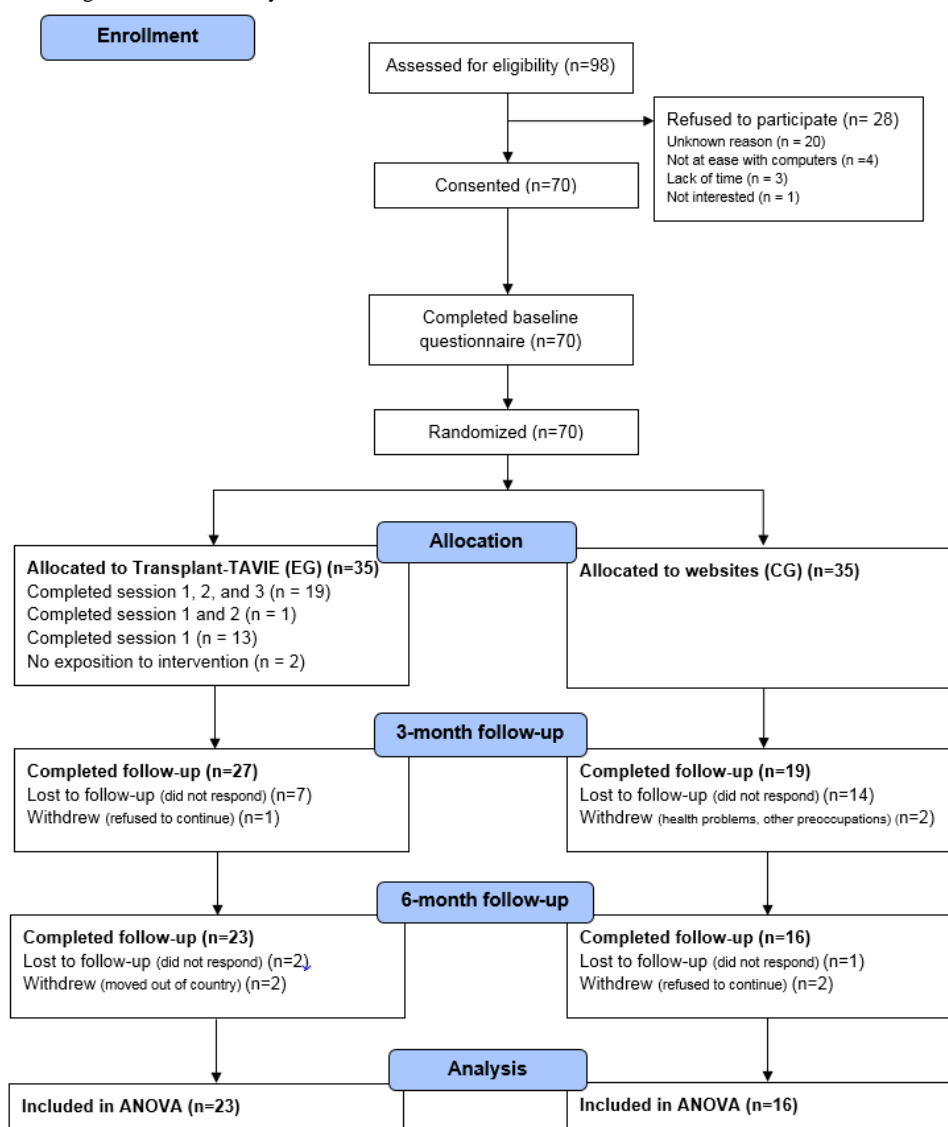 Enrollment
Assessed for eligibility (n=98)
Refused to participate (n= 28)
Unknown reason (n = 20)
Not at ease with computers (n =4)
Lack of time (n = 3)
Not interested (n = 1)
Consented (n=70)
Completed baseline
questionnaire (n=70)
Randomized (n=70)
Allocation
Allocated to Transplant-TAVIE (EG) (n=35)
Completed session 1, 2, and 3 (n = 19)
Completed session 1 and 2 (n = 1)
Completed session 1 (n = 13)
No exposition to intervention (n = 2)
Allocated to websites (CG) (n=35)
3-month follow-up
Completed follow-up (n=27)
Lost to follow-up (did not respond) (n=7)
Withdrew (refused to continue) (n=1)
Completed follow-up (n=19)
Lost to follow-up (did not respond) (n=14)
Withdrew (health problems, other preoccupations) (n=2)
6-month follow-up
Completed follow-up (n=23)
Lost to follow-up (did not respond) (n=2)
Withdrew (moved out of country) (n=2)
Completed follow-up (n=16)
Lost to follow-up (did not respond) (n=1)
Withdrew (refused to continue) (n=2)
Analysis
Included in ANOVA (n=23)
Included in ANOVA (n=16)